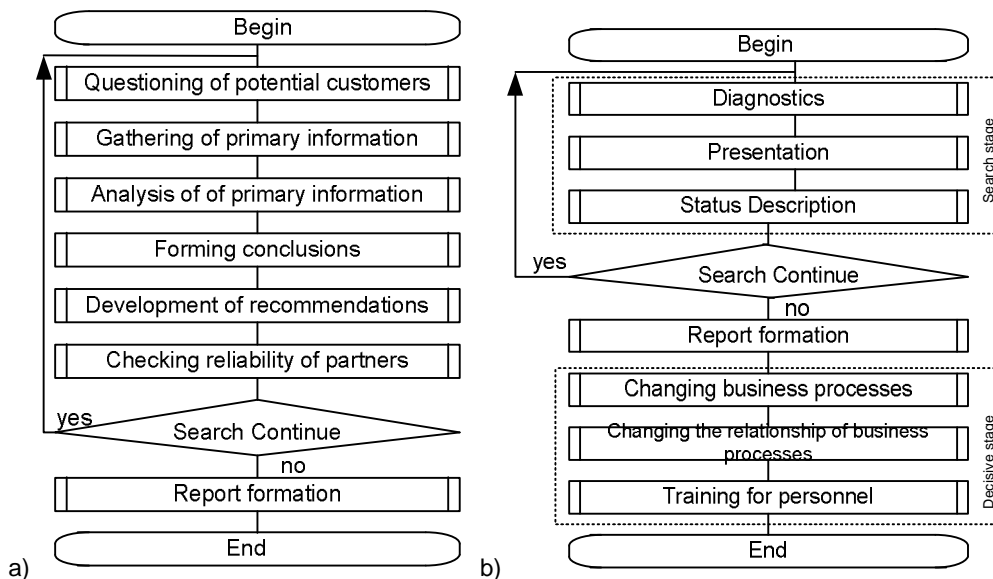 Begin
Questioning of potential customers
Gathering of primary information
Analysis of of primary information
Forming conclusions
Development of recommendations
Checking reliability of partners
yes
Search Continue
no
Report formation
End
a)
Begin
Diagnostics
Presentation
Status Description
Search stage
yes
Search Continue
no
Report formation
Changing business processes
Changing the relationship of business
processes
Training for personnel
Decisive stage
End
b)